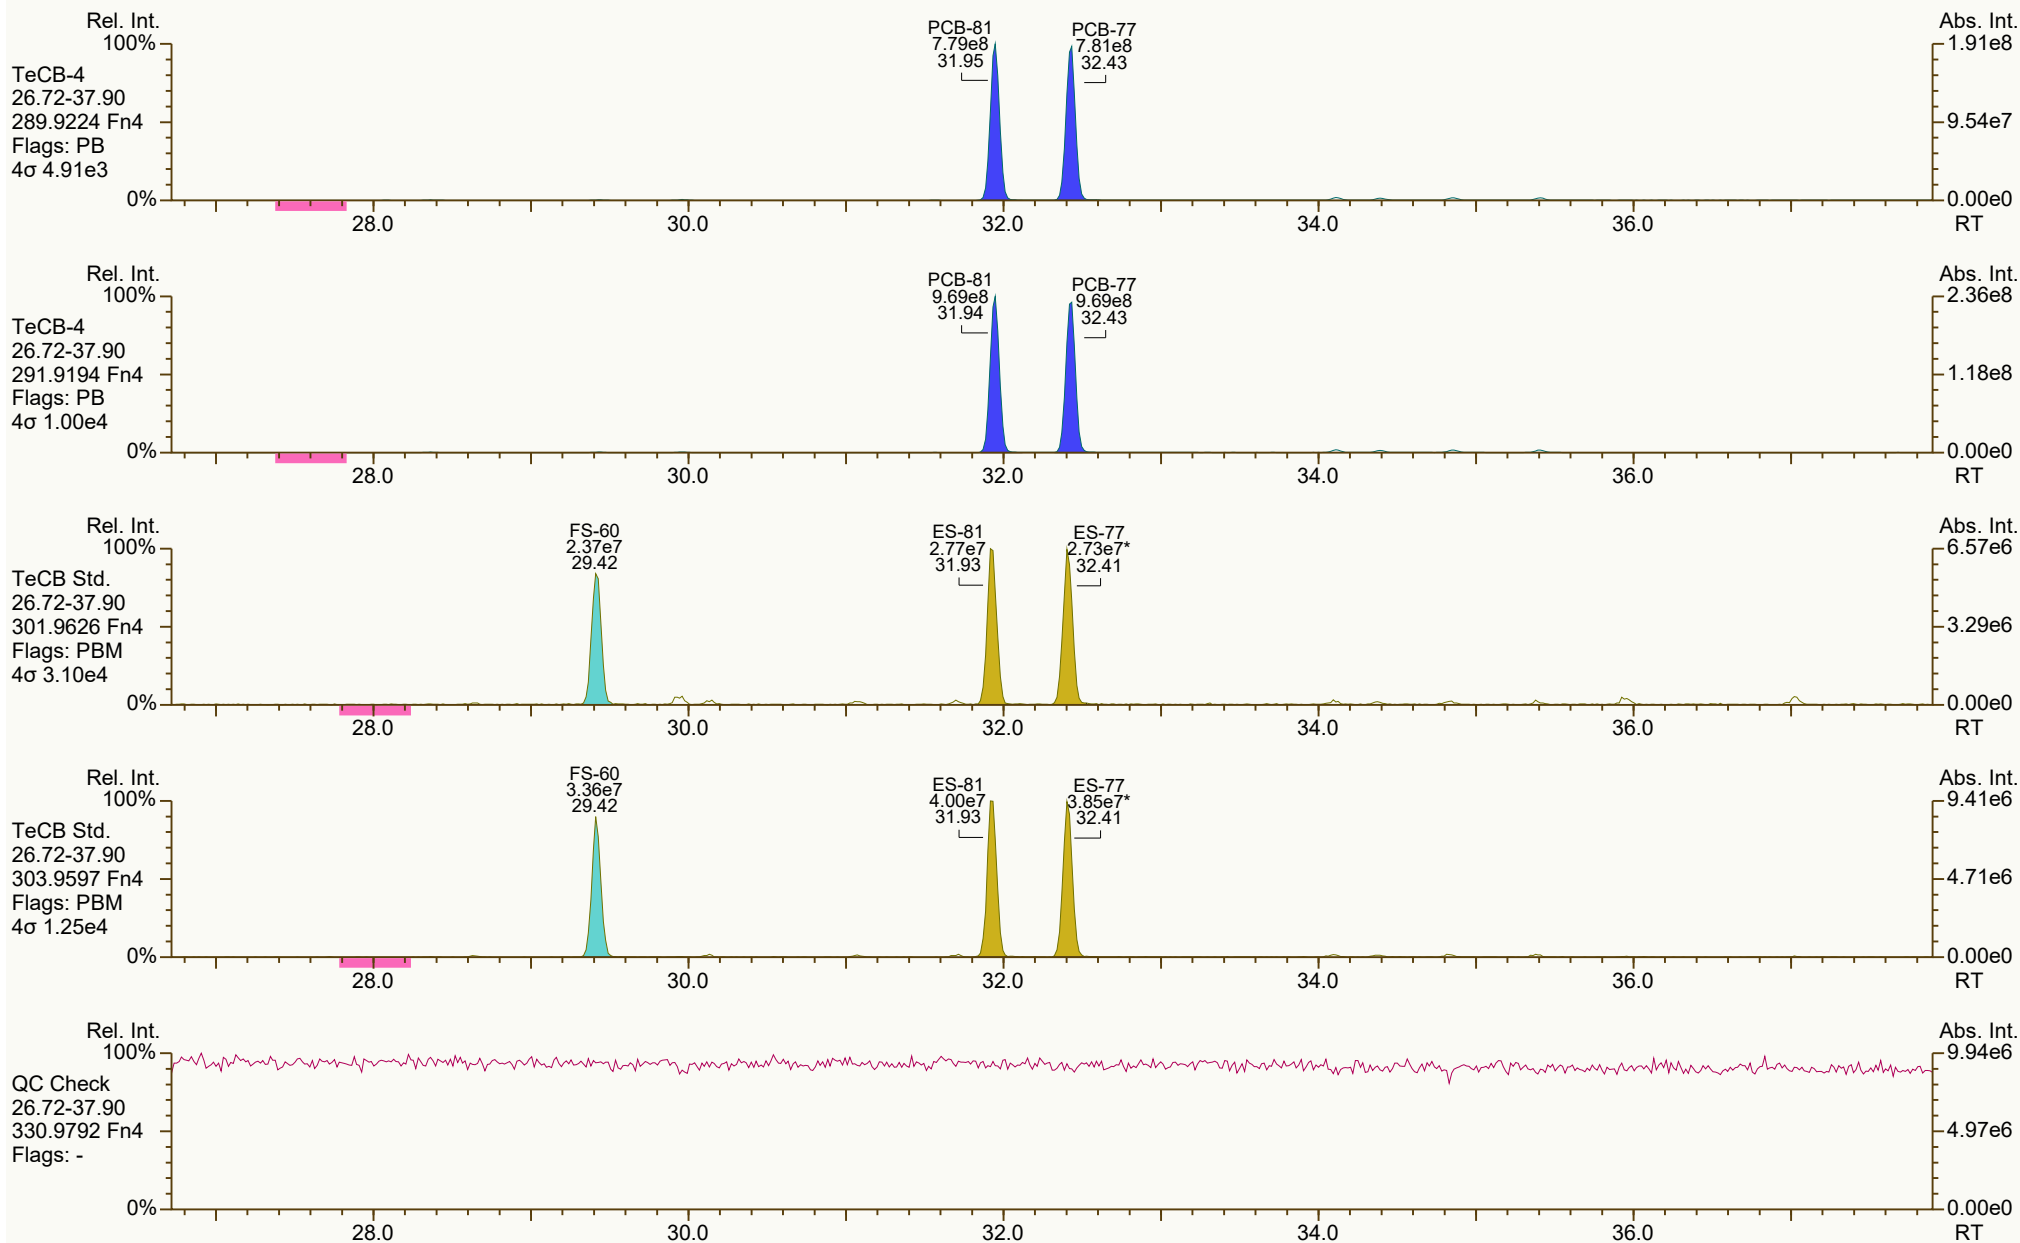 Rel. Int.
Abs. Int.
100%
1.91e8
9.54e7
0%
0.00e0
TeCB-4
26.72-37.90
289.9224 Fn4
Flags: PB
4σ 4.91e3
PCB-81
7.79e8
31.95
PCB-77
7.81e8
32.43
28.0
30.0
32.0
34.0
36.0
RT
Rel. Int.
Abs. Int.
100%
2.36e8
1.18e8
0%
0.00e0
TeCB-4
26.72-37.90
291.9194 Fn4
Flags: PB
4σ 1.00e4
PCB-81
9.69e8
31.94
PCB-77
9.69e8
32.43
28.0
30.0
32.0
34.0
36.0
RT
Rel. Int.
Abs. Int.
100%
6.57e6
3.29e6
0%
0.00e0
TeCB Std.
26.72-37.90
301.9626 Fn4
Flags: PBM
4σ 3.10e4
FS-60
2.37e7
29.42
ES-81
2.77e7
31.93
ES-77
2.73e7*
32.41
28.0
30.0
32.0
34.0
36.0
RT
Rel. Int.
Abs. Int.
100%
9.41e6
4.71e6
0%
0.00e0
TeCB Std.
26.72-37.90
303.9597 Fn4
Flags: PBM
4σ 1.25e4
FS-60
3.36e7
29.42
ES-81
4.00e7
31.93
ES-77
3.85e7*
32.41
28.0
30.0
32.0
34.0
36.0
RT
Rel. Int.
Abs. Int.
100%
9.94e6
4.97e6
0%
0.00e0
QC Check
26.72-37.90
330.9792 Fn4
Flags: -
28.0
30.0
32.0
34.0
36.0
RT